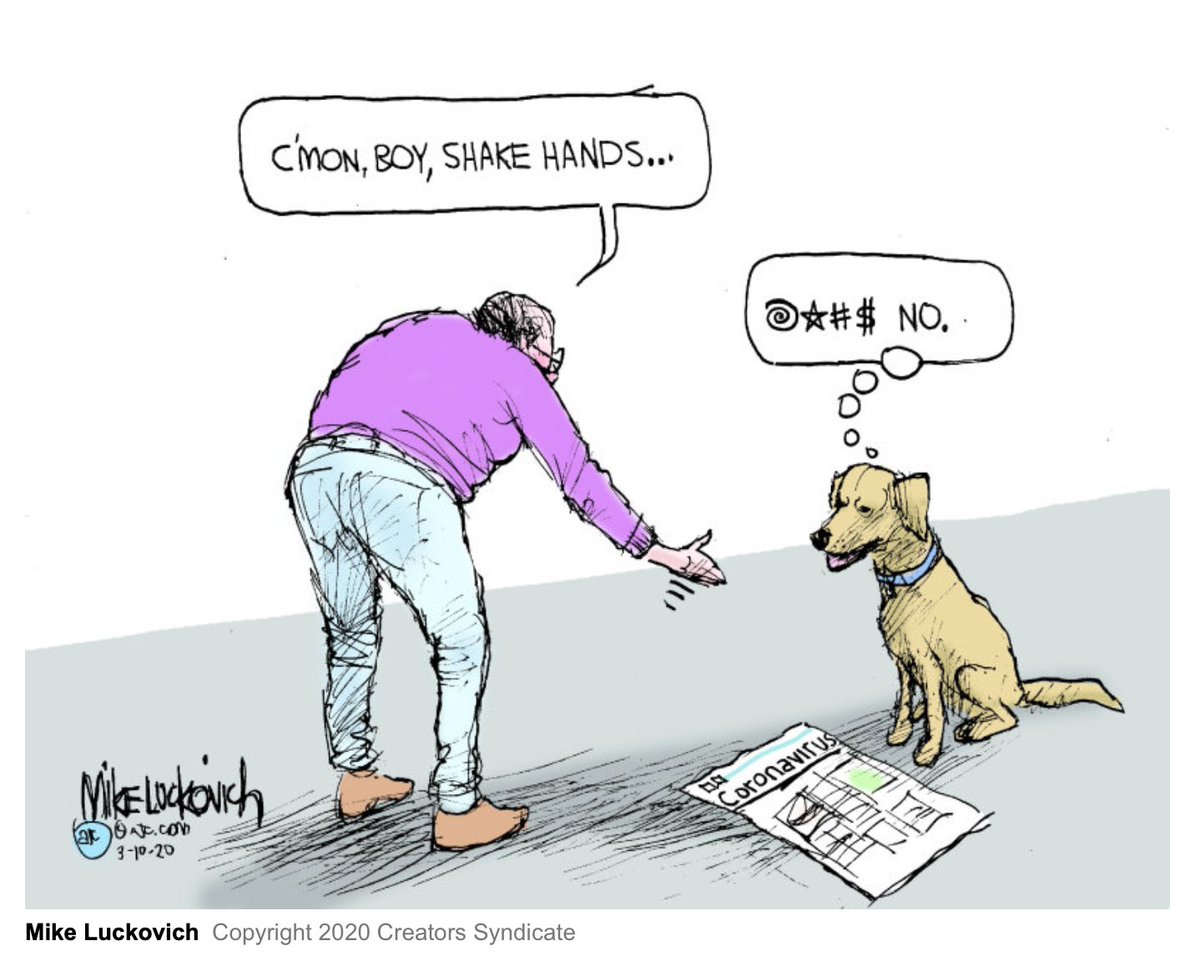 C'MON, BOY, SHAKE HANDS...
@★#$ NO.
Coronavirus
MIKE LUCKOVICH
ajc
@AJC.COM
3-10-20
Mike Luckovich Copyright 2020 Creators Syndicate